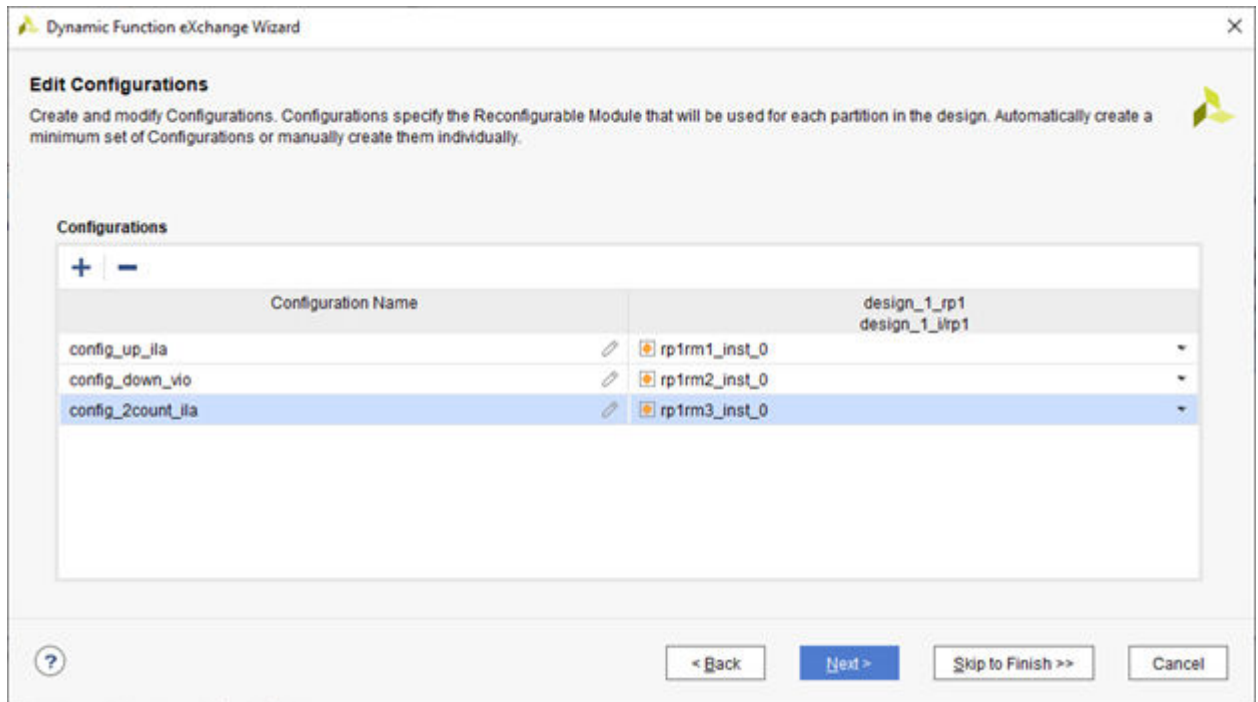 Dynamic Function eXchange Wizard
Edit Configurations
Create and modify Configurations. Configurations specify the Reconfigurable Module that will be used for each partition in the design. Automatically create a
minimum set of Configurations or manually create them individually.
Configurations
Configuration Name
design_1_rp1
design_1_i/rp1
config_up_ila
rp1rm1_inst_0
config_down_vio
rp1rm2_inst_0
config_2count_ila
rp1rm3_inst_0
?
< Back
Next >
Skip to Finish >>
Cancel